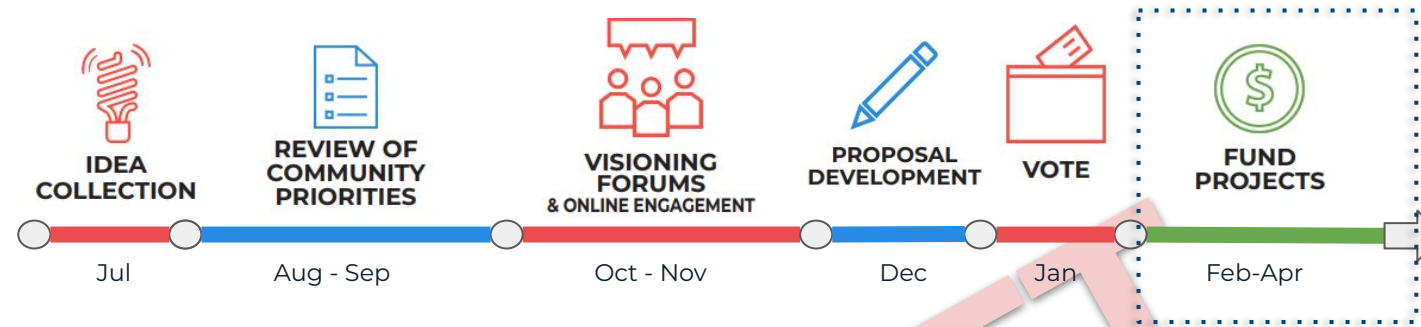 IDEA
COLLECTION
REVIEW OF
COMMUNITY
PRIORITIES
VISIONING
FORUMS
& ONLINE ENGAGEMENT
PROPOSAL
DEVELOPMENT
VOTE
$
FUND
PROJECTS
Jul
Aug - Sep
Oct - Nov
Dec
Jan
Feb-Apr